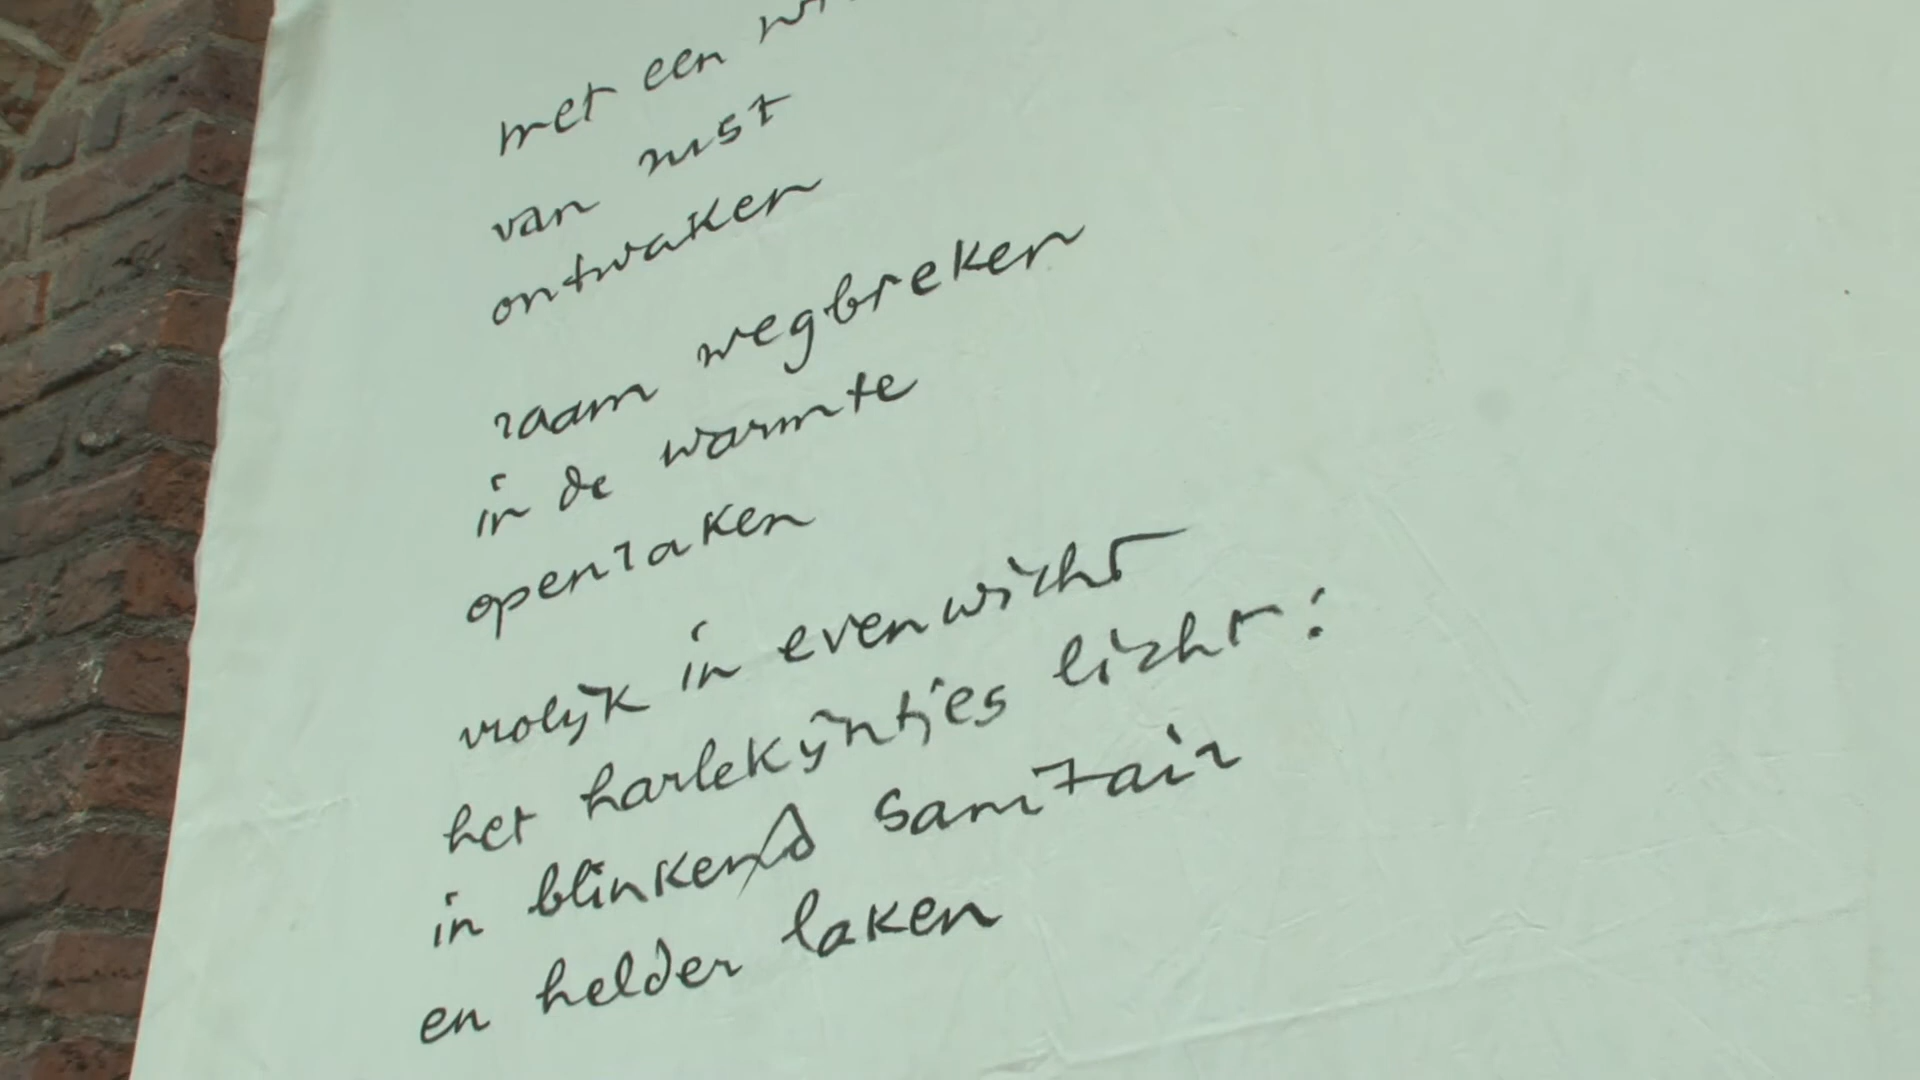 met een
van rust
ontwaken
raam wegbreken
in de warmte
openraken
vrolijk in evenwicht
het harlekijntjes licht:
in blinkend sanitair
en helder laken